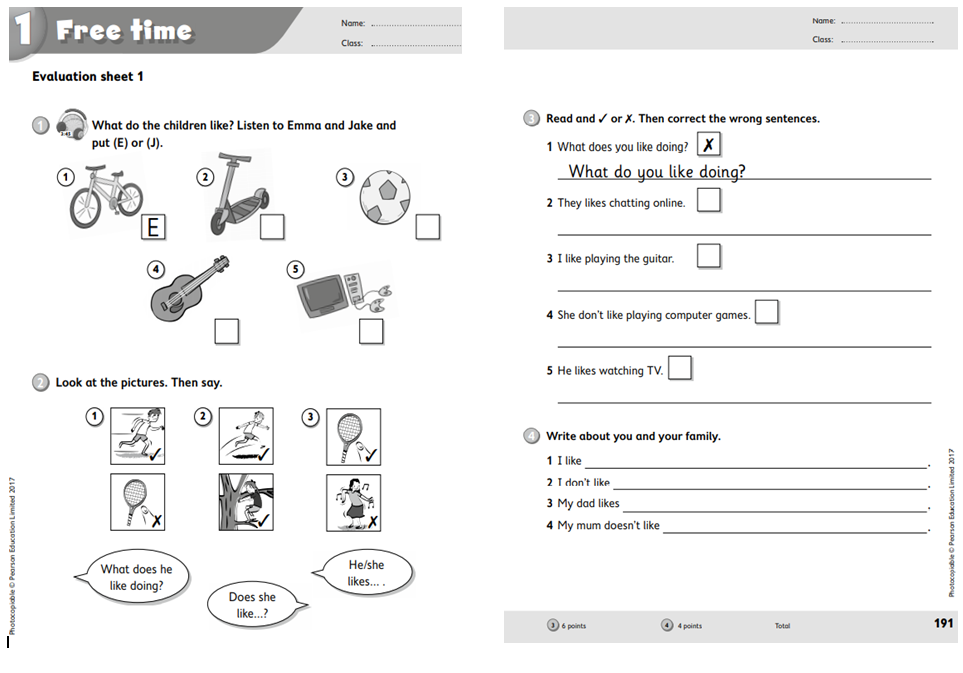 1 Free time
Name:
Class:
Evaluation sheet 1
1 What do the children like? Listen to Emma and Jake and
put (E) or (J).
1
E
2
3
4
5
2 Look at the pictures. Then say.
1
2
3
What does he
like doing?
Does she
like...?
He/she
likes... .
Photocopiable © Pearson Education Limited 2017
Name:
Class:
3 Read and ✓ or ✗. Then correct the wrong sentences.
1 What does you like doing? ✗
What do you like doing?
2 They likes chatting online.
3 I like playing the guitar.
4 She don't like playing computer games.
5 He likes watching TV.
4 Write about you and your family.
1 I like .
2 I don't like .
3 My dad likes .
4 My mum doesn't like .
Photocopiable © Pearson Education Limited 2017
3 6 points 4 4 points Total 191